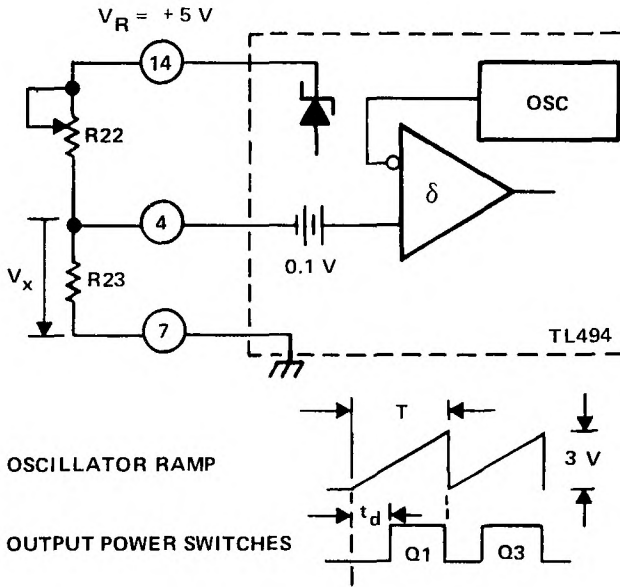 V_R = +5 V
14
OSC
R22
δ
4
0.1 V
V_x
R23
7
TL494
T
OSCILLATOR RAMP
3 V
t_d
OUTPUT POWER SWITCHES
Q1
Q3